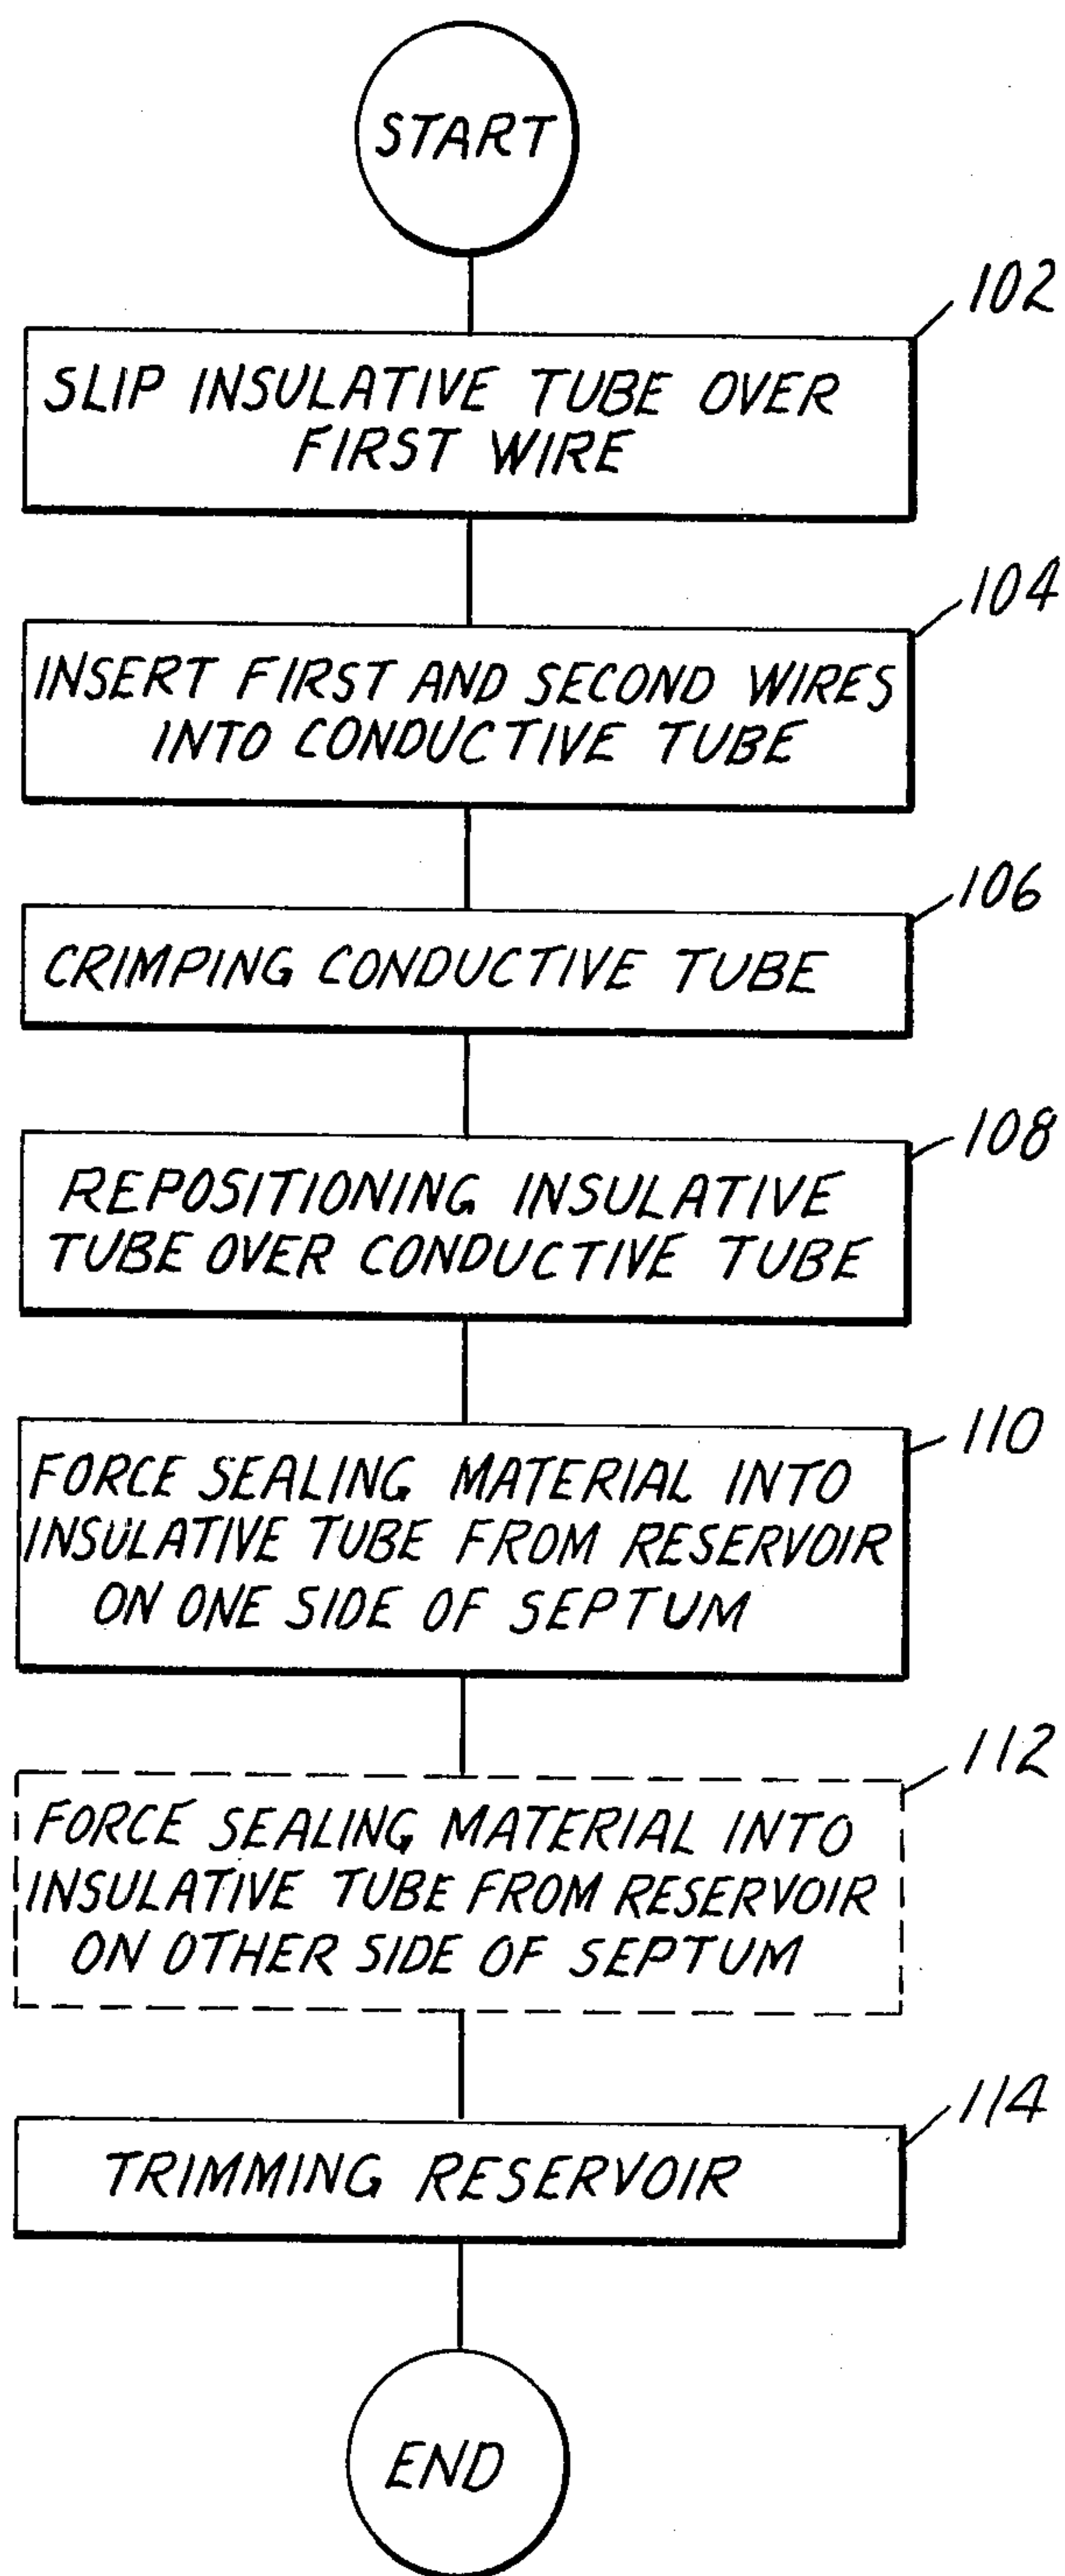 START
102
SLIP INSULATIVE TUBE OVER
FIRST WIRE
104
INSERT FIRST AND SECOND WIRES
INTO CONDUCTIVE TUBE
106
CRIMPING CONDUCTIVE TUBE
108
REPOSITIONING INSULATIVE
TUBE OVER CONDUCTIVE TUBE
110
FORCE SEALING MATERIAL INTO
INSULATIVE TUBE FROM RESERVOIR
ON ONE SIDE OF SEPTUM
112
FORCE SEALING MATERIAL INTO
INSULATIVE TUBE FROM RESERVOIR
ON OTHER SIDE OF SEPTUM
114
TRIMMING RESERVOIR
END